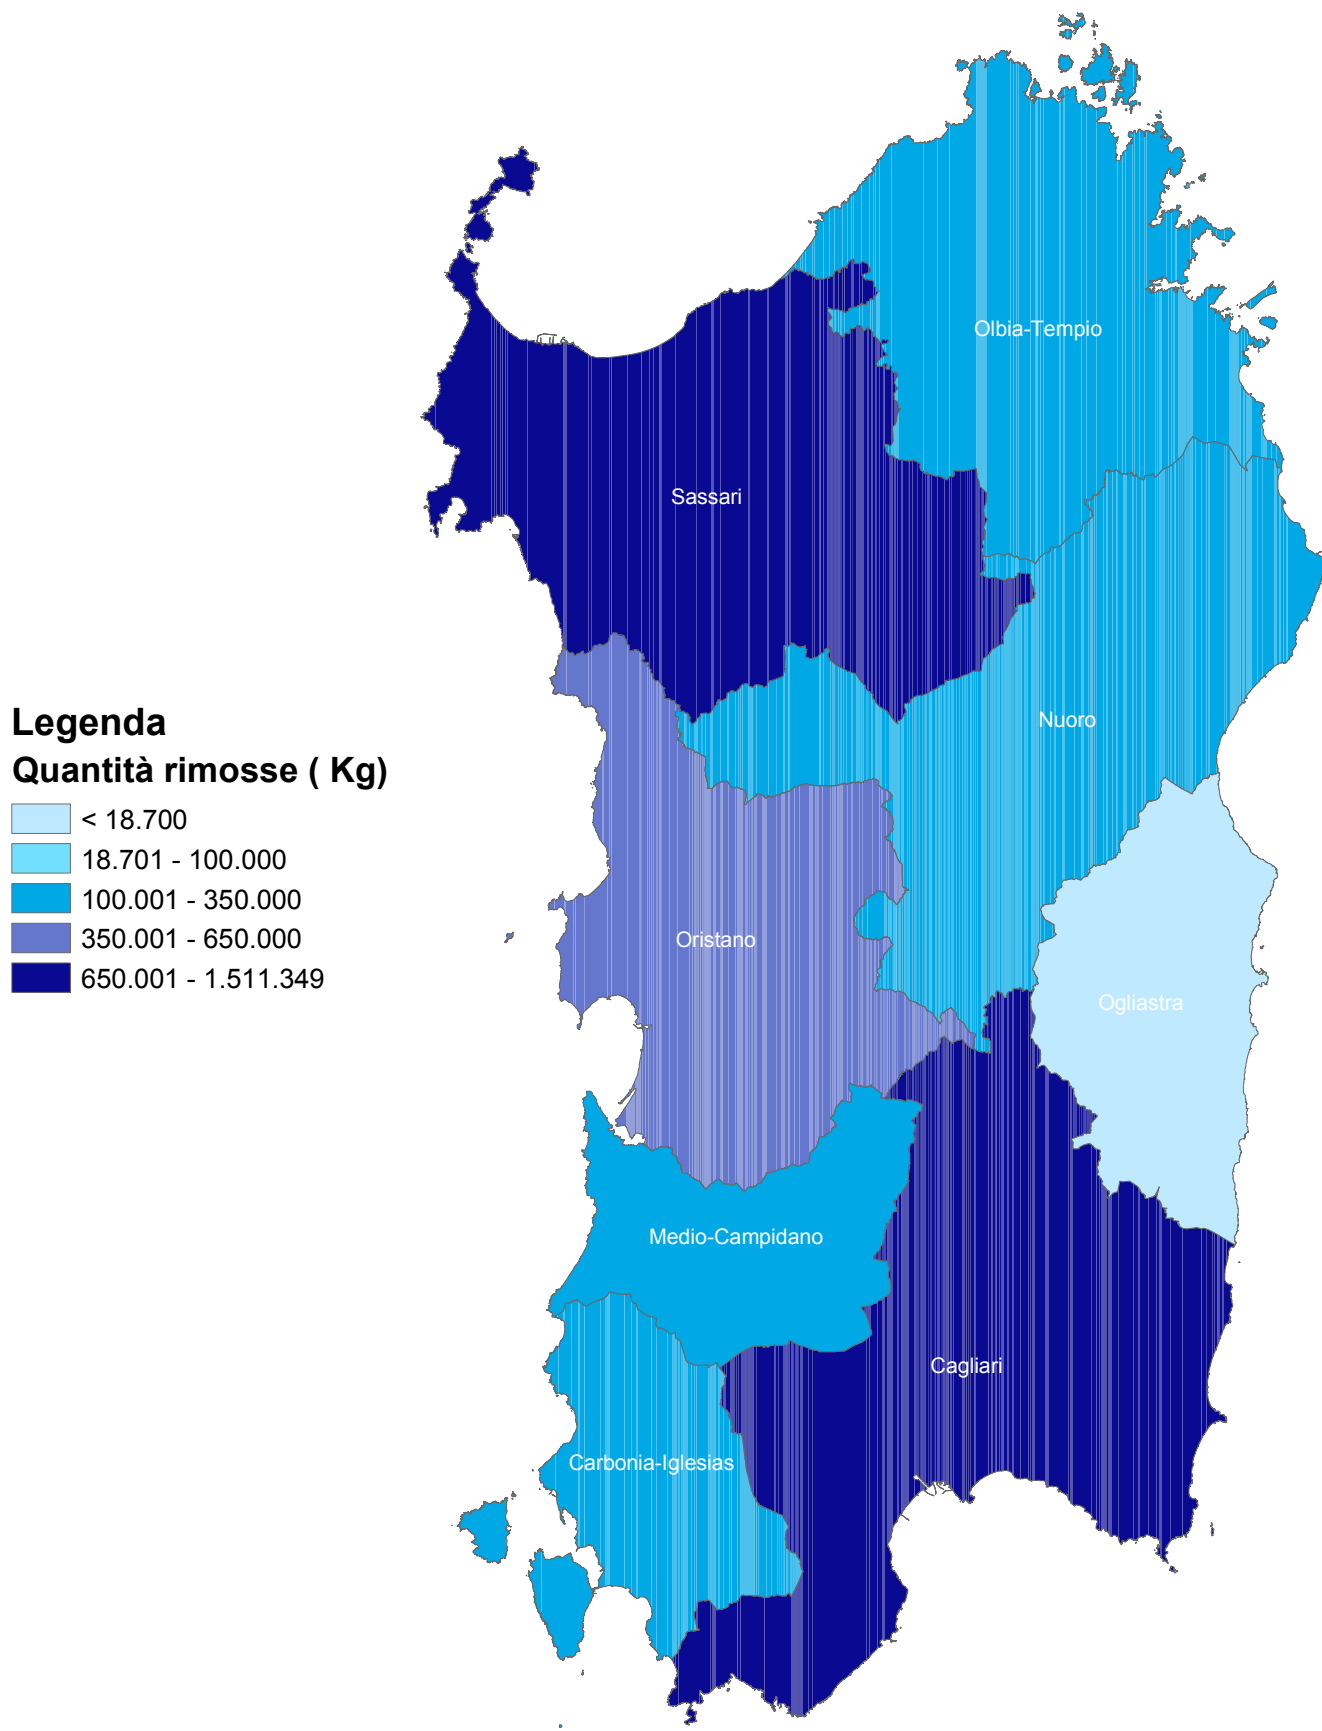 Olbia-Tempio
Sassari
Legenda
Quantità rimosse ( Kg)
< 18.700
18.701 - 100.000
100.001 - 350.000
350.001 - 650.000
650.001 - 1.511.349
Nuoro
Oristano
Ogliastra
Medio-Campidano
Cagliari
Carbonia-Iglesias